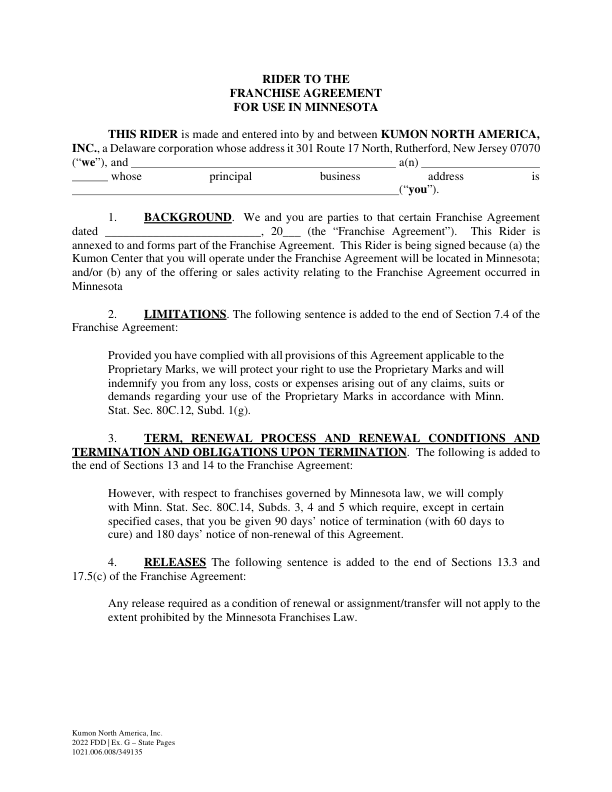 RIDER TO THE
FRANCHISE AGREEMENT
FOR USE IN MINNESOTA
THIS RIDER is made and entered into by and between KUMON NORTH AMERICA,
INC., a Delaware corporation whose address it 301 Route 17 North, Rutherford, New Jersey 07070
(“we”), and ______________________________________________ a(n) ____________________
______ whose principal business address is
_______________________________________________________(“you”).
1. BACKGROUND. We and you are parties to that certain Franchise Agreement
dated __________________________, 20___ (the “Franchise Agreement”). This Rider is
annexed to and forms part of the Franchise Agreement. This Rider is being signed because (a) the
Kumon Center that you will operate under the Franchise Agreement will be located in Minnesota;
and/or (b) any of the offering or sales activity relating to the Franchise Agreement occurred in
Minnesota
2. LIMITATIONS. The following sentence is added to the end of Section 7.4 of the
Franchise Agreement:
Provided you have complied with all provisions of this Agreement applicable to the
Proprietary Marks, we will protect your right to use the Proprietary Marks and will
indemnify you from any loss, costs or expenses arising out of any claims, suits or
demands regarding your use of the Proprietary Marks in accordance with Minn.
Stat. Sec. 80C.12, Subd. 1(g).
3. TERM, RENEWAL PROCESS AND RENEWAL CONDITIONS AND
TERMINATION AND OBLIGATIONS UPON TERMINATION. The following is added to
the end of Sections 13 and 14 to the Franchise Agreement:
However, with respect to franchises governed by Minnesota law, we will comply
with Minn. Stat. Sec. 80C.14, Subds. 3, 4 and 5 which require, except in certain
specified cases, that you be given 90 days’ notice of termination (with 60 days to
cure) and 180 days’ notice of non-renewal of this Agreement.
4. RELEASES The following sentence is added to the end of Sections 13.3 and
17.5(c) of the Franchise Agreement:
Any release required as a condition of renewal or assignment/transfer will not apply to the
extent prohibited by the Minnesota Franchises Law.
Kumon North America, Inc.
2022 FDD | Ex. G – State Pages
1021.006.008/349135